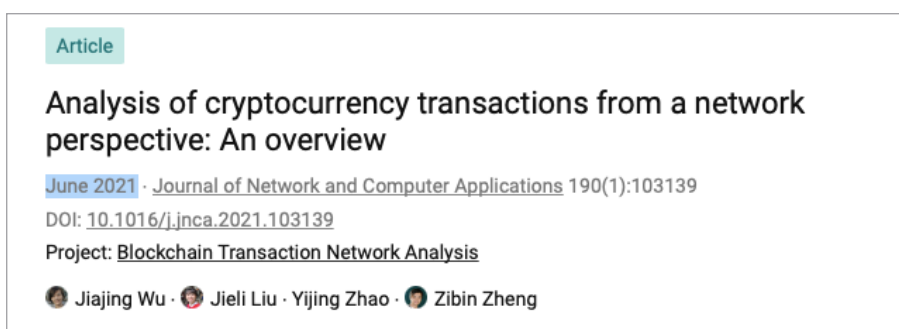 Article
Analysis of cryptocurrency transactions from a network
perspective: An overview
June 2021 · Journal of Network and Computer Applications 190(1):103139
DOI: 10.1016/j.jnca.2021.103139
Project: Blockchain Transaction Network Analysis
Jiajing Wu · Jieli Liu · Yijing Zhao · Zibin Zheng